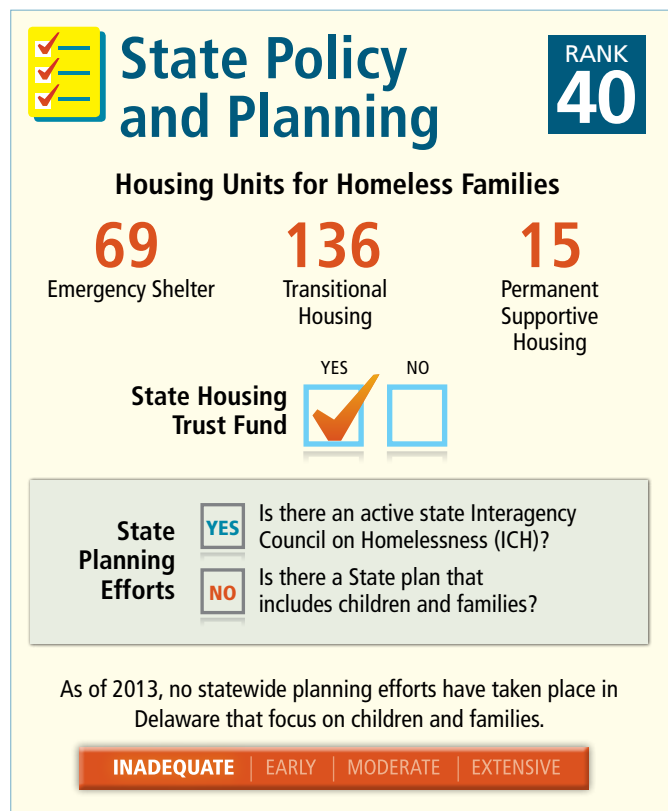 State Policy
and Planning
RANK
40
Housing Units for Homeless Families
69
Emergency Shelter
136
Transitional
Housing
15
Permanent
Supportive
Housing
YES NO
State Housing
Trust Fund
State
Planning
Efforts
YES
Is there an active state Interagency
Council on Homelessness (ICH)?
NO
Is there a State plan that
includes children and families?
As of 2013, no statewide planning efforts have taken place in
Delaware that focus on children and families.
INADEQUATE | EARLY | MODERATE | EXTENSIVE